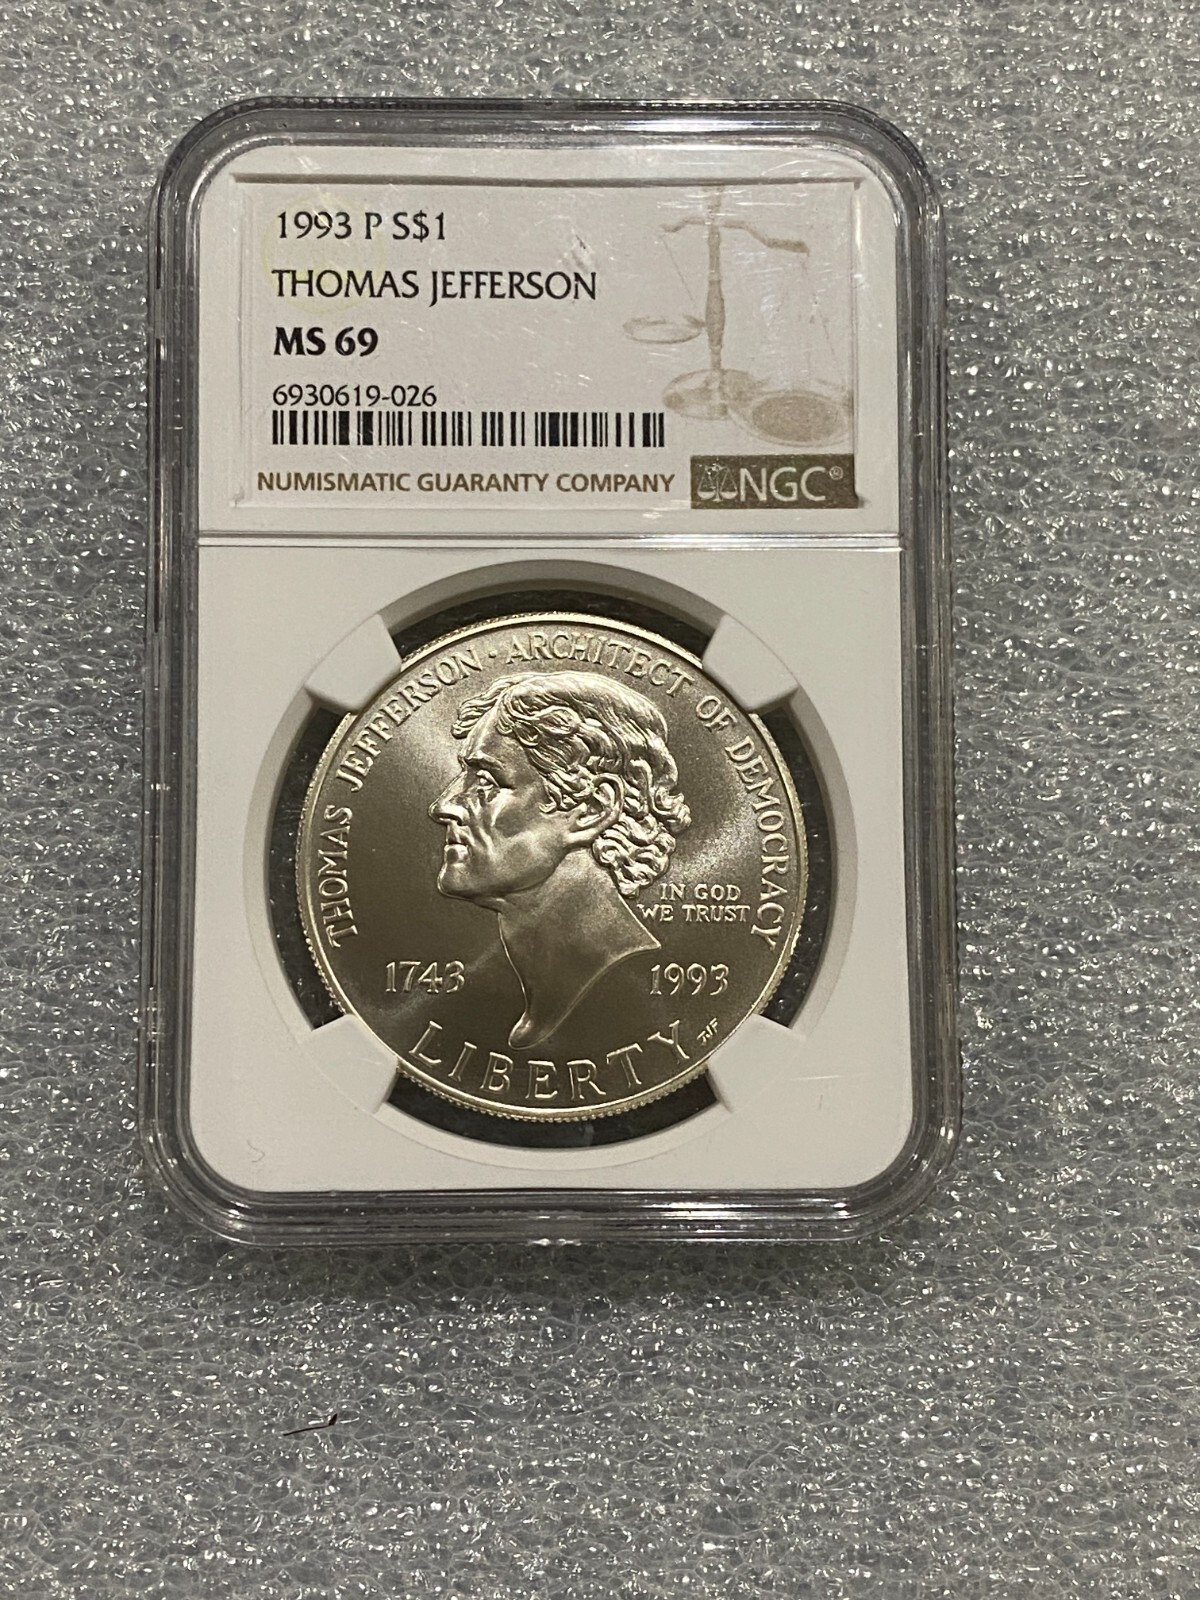 1993 P S$1
THOMAS JEFFERSON
MS 69
6930619-026
NUMISMATIC GUARANTY COMPANY
NGC®
THOMAS JEFFERSON · ARCHITECT OF DEMOCRACY
IN GOD
WE TRUST
1743 1993
LIBERTY
TJF